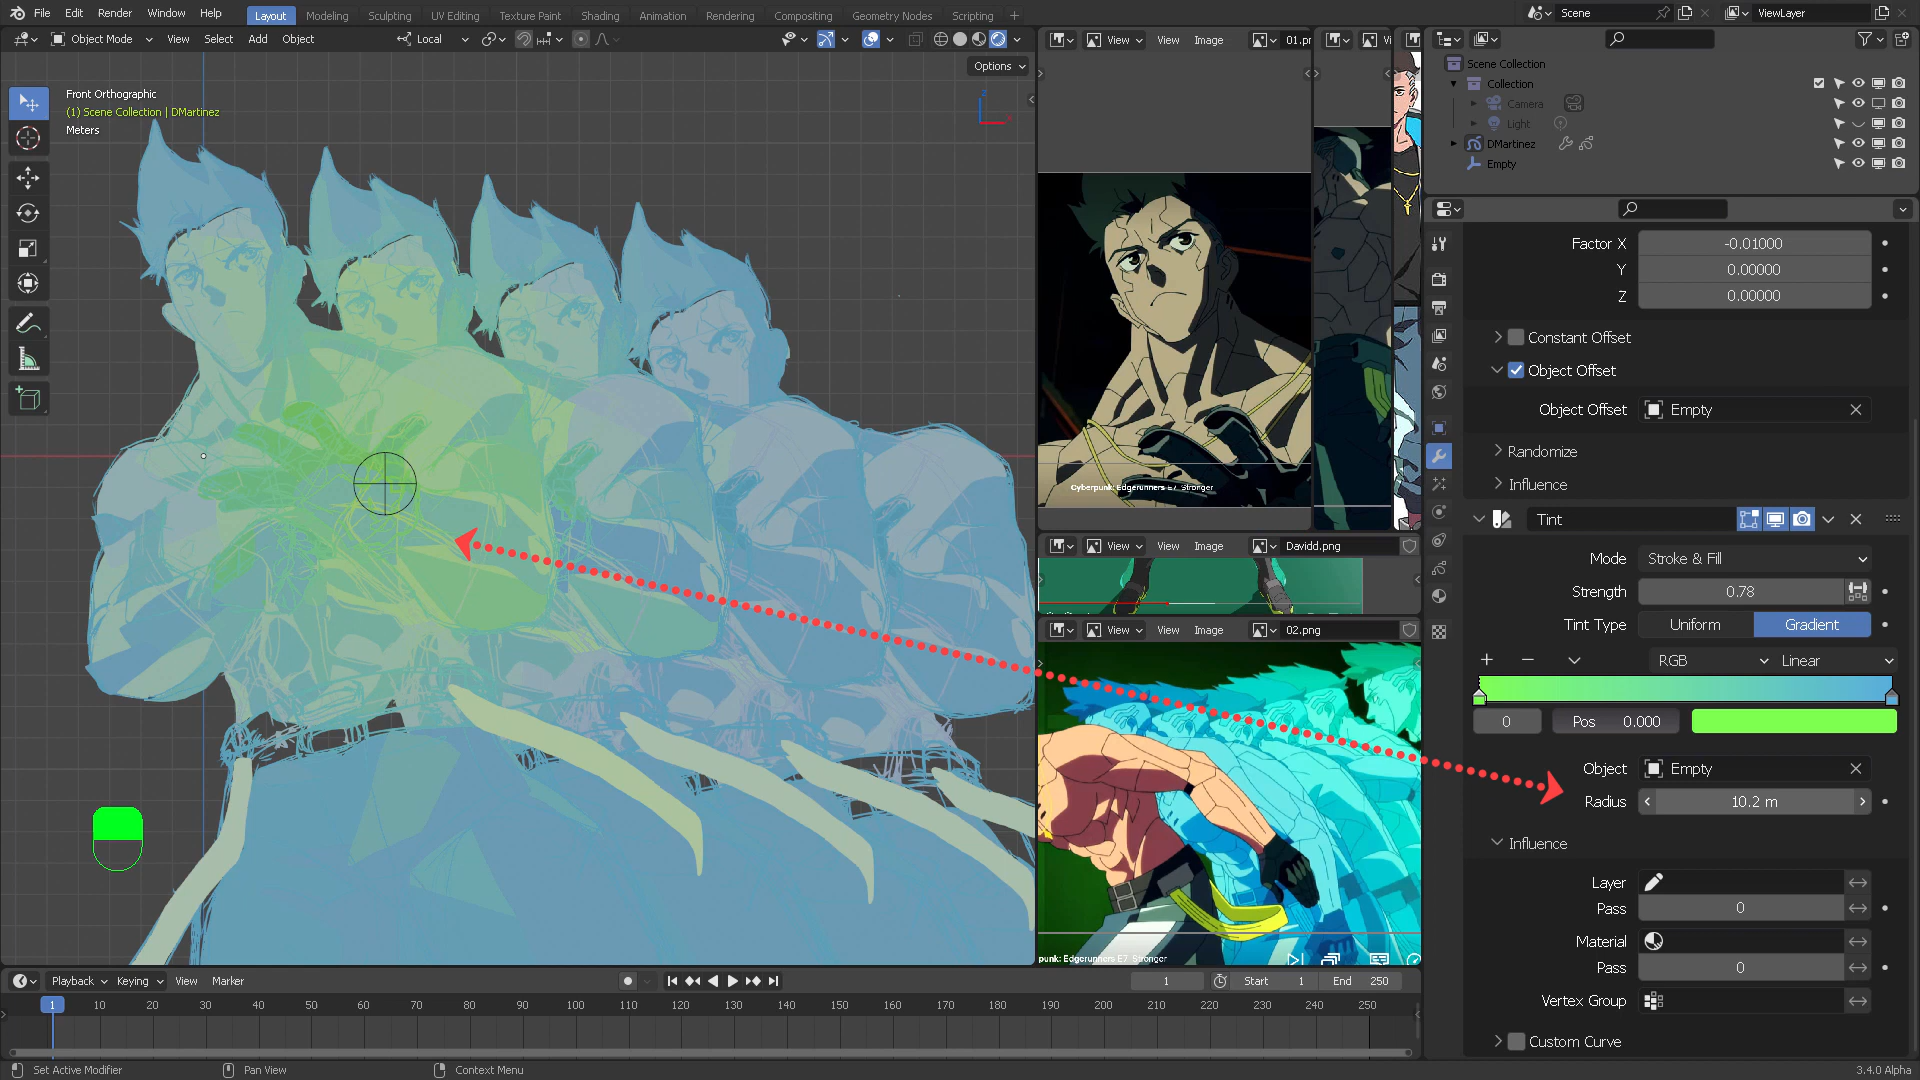 File Edit Render Window Help Layout Modeling Sculpting UV Editing Texture Paint Shading Animation Rendering Compositing Geometry Nodes Scripting + Scene ViewLayer
Object Mode View Select Add Object Local
View View Image 01.pr
Options
Front Orthographic
(1) Scene Collection | DMartinez
Meters
Z
Scene Collection
Collection
Camera
Light
DMartinez
Empty
Cyberpunk: Edgerunners E7 Stronger
View View Image Davidd.png
View View Image 02.png
punk: Edgerunners E7 Stronger
Factor X -0.01000
Y 0.00000
Z 0.00000
Constant Offset
Object Offset
Object Offset Empty
Randomize
Influence
Tint
Mode Stroke & Fill
Strength 0.78
Tint Type Uniform Gradient
RGB Linear
0 Pos 0.000
Object Empty
Radius 10.2 m
Influence
Layer
Pass 0
Material
Pass 0
Vertex Group
Custom Curve
Playback Keying View Marker 1 Start 1 End 250
1 10 20 30 40 50 60 70 80 90 100 110 120 130 140 150 160 170 180 190 200 210 220 230 240 250
Set Active Modifier Pan View Context Menu 3.4.0 Alpha